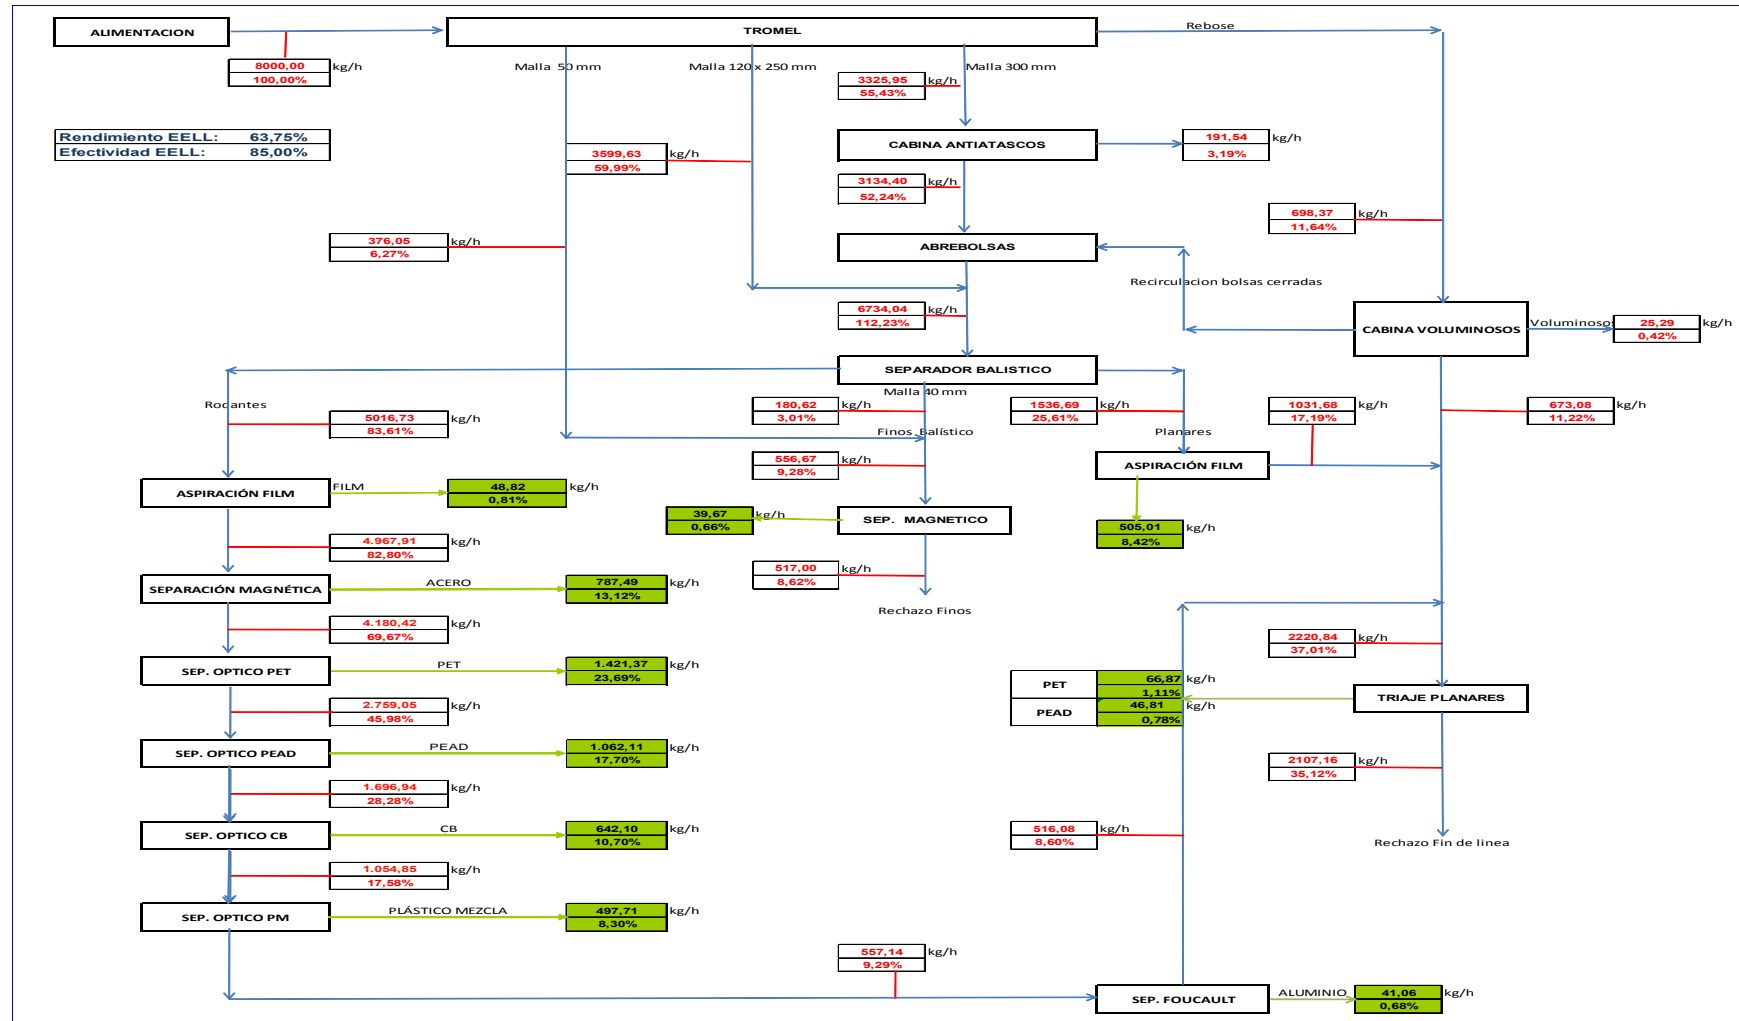 ALIMENTACION
TROMEL
Rebose
8000,00 kg/h
100,00%
Malla 50 mm
Malla 120 x 250 mm
Malla 300 mm
3325,95 kg/h
55,43%
Rendimiento EELL: 63,75%
Efectividad EELL: 85,00%
3599,63 kg/h
59,99%
CABINA ANTIATASCOS
191,54 kg/h
3,19%
3134,40 kg/h
52,24%
698,37 kg/h
11,64%
376,05 kg/h
6,27%
ABREBOLSAS
Recirculacion bolsas cerradas
6734,04 kg/h
112,23%
CABINA VOLUMINOSOS
Voluminosos
25,29 kg/h
0,42%
SEPARADOR BALISTICO
Malla 40 mm
Rodantes
5016,73 kg/h
83,61%
180,62 kg/h
3,01%
1536,69 kg/h
25,61%
1031,68 kg/h
17,19%
673,08 kg/h
11,22%
Finos Balístico
Planares
556,67 kg/h
9,28%
ASPIRACIÓN FILM
ASPIRACIÓN FILM
FILM
48,82 kg/h
0,81%
39,67 kg/h
0,66%
SEP. MAGNETICO
505,01 kg/h
8,42%
4.967,91 kg/h
82,80%
517,00 kg/h
8,62%
SEPARACIÓN MAGNÉTICA
ACERO
787,49 kg/h
13,12%
Rechazo Finos
4.180,42 kg/h
69,67%
2220,84 kg/h
37,01%
SEP. OPTICO PET
PET
1.421,37 kg/h
23,69%
PET
66,87 kg/h
1,11%
PEAD
46,81 kg/h
0,78%
TRIAJE PLANARES
2.759,05 kg/h
45,98%
SEP. OPTICO PEAD
PEAD
1.062,11 kg/h
17,70%
2107,16 kg/h
35,12%
1.696,94 kg/h
28,28%
SEP. OPTICO CB
CB
642,10 kg/h
10,70%
516,08 kg/h
8,60%
Rechazo Fin de linea
1.054,85 kg/h
17,58%
SEP. OPTICO PM
PLÁSTICO MEZCLA
497,71 kg/h
8,30%
557,14 kg/h
9,29%
SEP. FOUCAULT
ALUMINIO
41,06 kg/h
0,68%